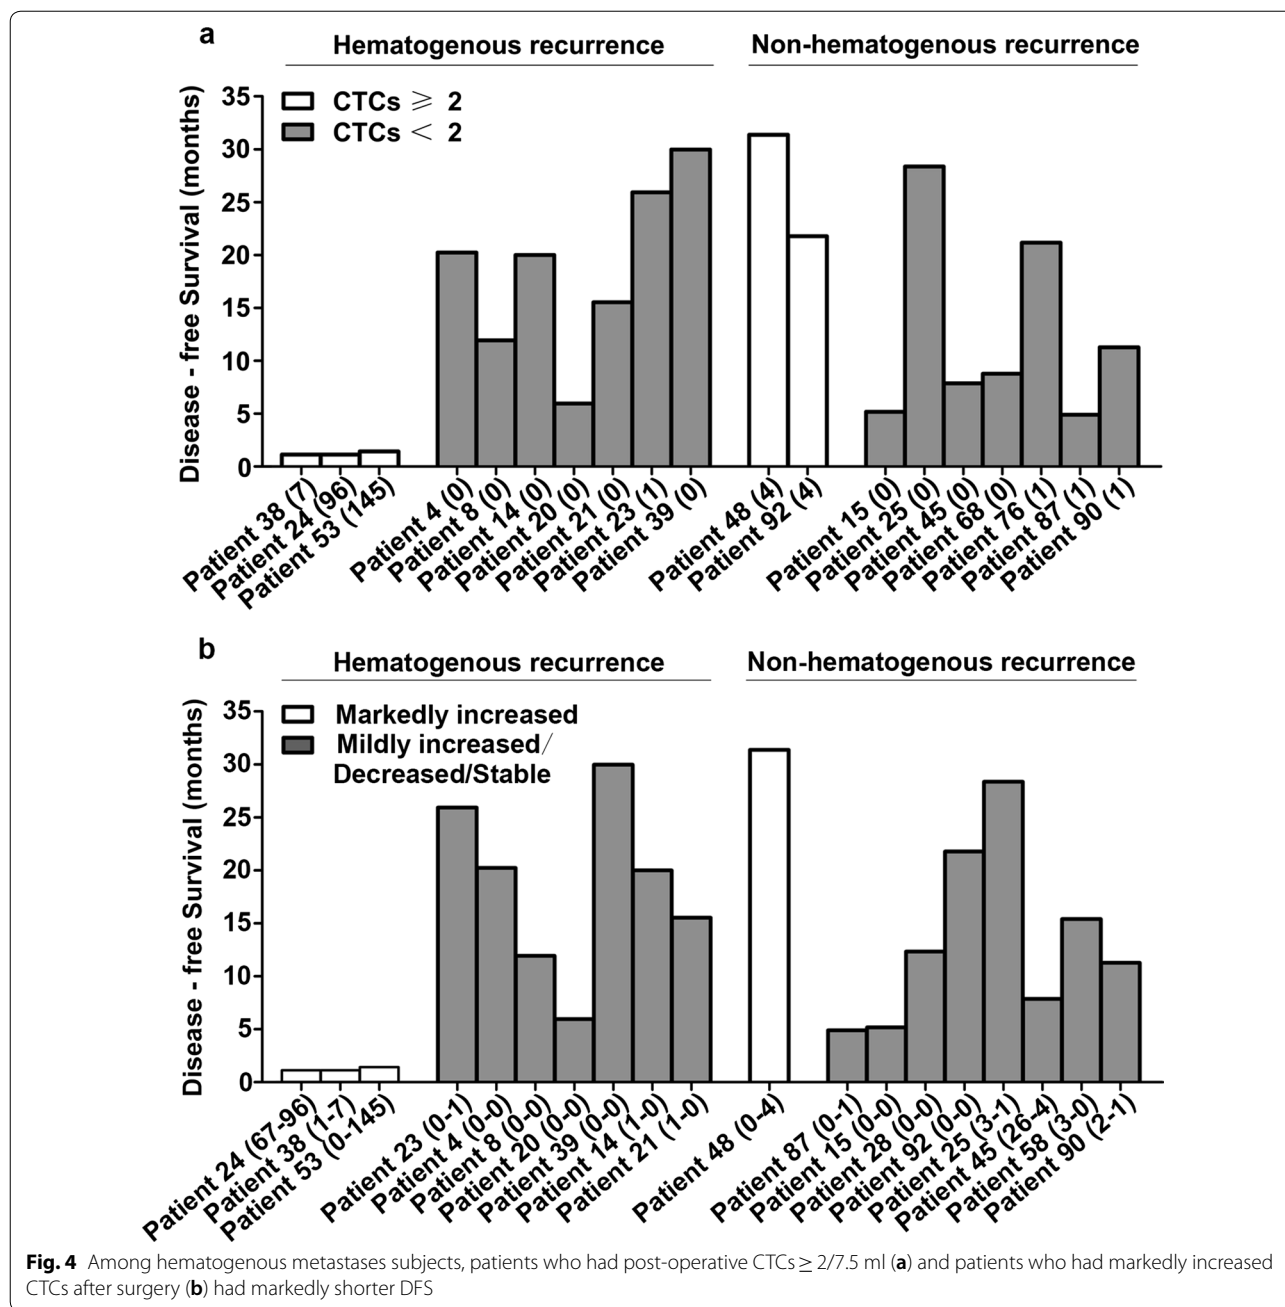 a
Hematogenous recurrence
Non-hematogenous recurrence
CTCs ≥ 2
CTCs < 2
Disease - free Survival (months)
35
30
25
20
15
10
5
0
Patient 38 (7)
Patient 24 (96)
Patient 53 (145)
Patient 4 (0)
Patient 8 (0)
Patient 14 (0)
Patient 20 (0)
Patient 21 (0)
Patient 23 (1)
Patient 39 (0)
Patient 48 (4)
Patient 92 (4)
Patient 15 (0)
Patient 25 (0)
Patient 45 (0)
Patient 68 (0)
Patient 76 (1)
Patient 87 (1)
Patient 90 (1)
b
Hematogenous recurrence
Non-hematogenous recurrence
Markedly increased
Mildly increased/
Decreased/Stable
Disease - free Survival (months)
35
30
25
20
15
10
5
0
Patient 24 (67-96)
Patient 38 (1-7)
Patient 53 (0-145)
Patient 23 (0-1)
Patient 4 (0-0)
Patient 8 (0-0)
Patient 20 (0-0)
Patient 39 (0-0)
Patient 14 (1-0)
Patient 21 (1-0)
Patient 48 (0-4)
Patient 87 (0-1)
Patient 15 (0-0)
Patient 28 (0-0)
Patient 92 (0-0)
Patient 25 (3-1)
Patient 45 (26-4)
Patient 58 (3-0)
Patient 90 (2-1)
Fig. 4 Among hematogenous metastases subjects, patients who had post-operative CTCs ≥ 2/7.5 ml (a) and patients who had markedly increased
CTCs after surgery (b) had markedly shorter DFS